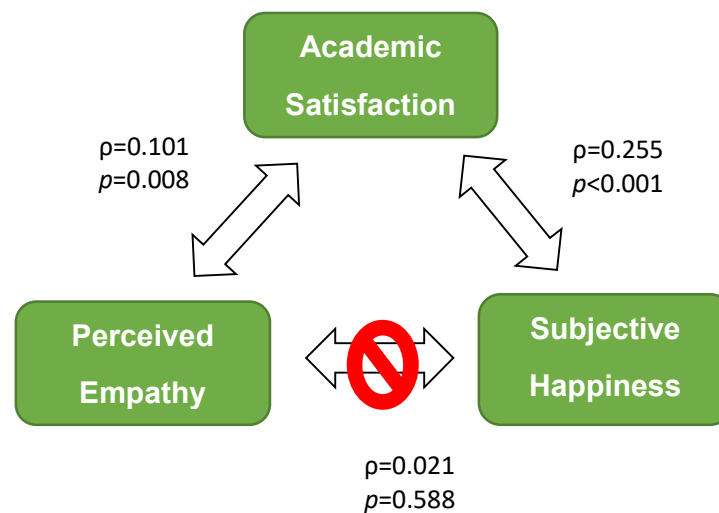 Academic
Satisfaction
ρ=0.101
p=0.008
ρ=0.255
p<0.001
Perceived
Empathy
Subjective
Happiness
ρ=0.021
p=0.588